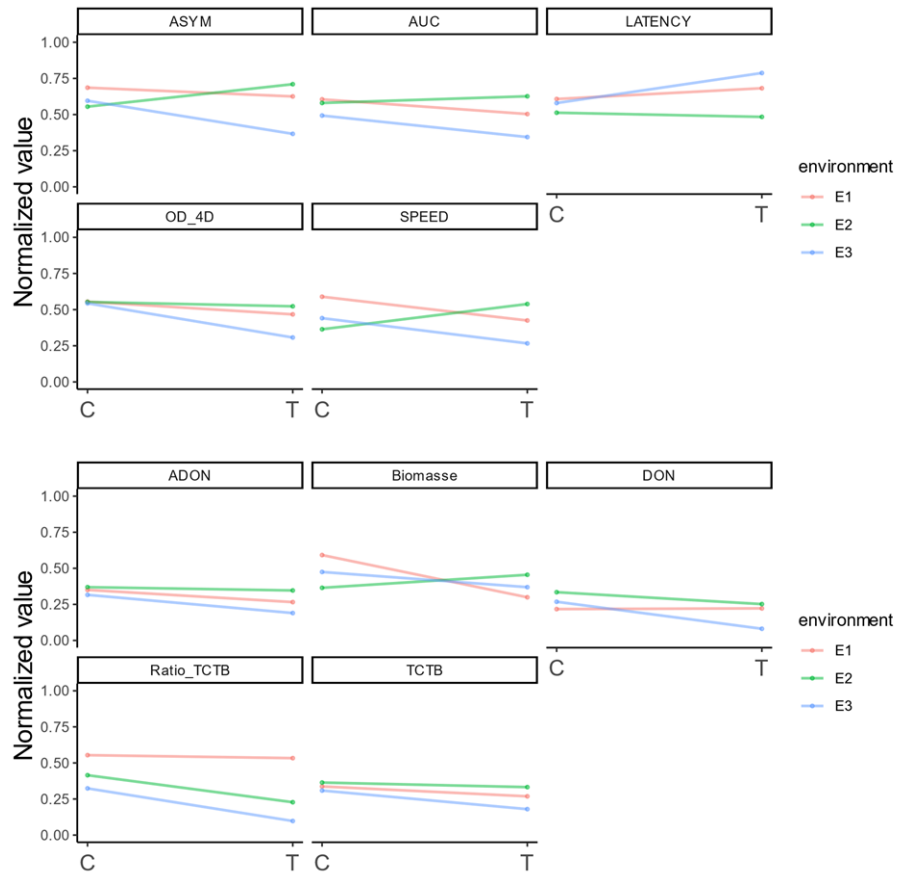 ASYM AUC LATENCY
1.00
0.75
0.50
0.25
0.00
C T
OD_4D SPEED
1.00
0.75
0.50
0.25
0.00
C T C T
Normalized value
environment
E1
E2
E3
ADON Biomasse DON
1.00
0.75
0.50
0.25
0.00
C T
Ratio_TCTB TCTB
1.00
0.75
0.50
0.25
0.00
C T C T
Normalized value
environment
E1
E2
E3